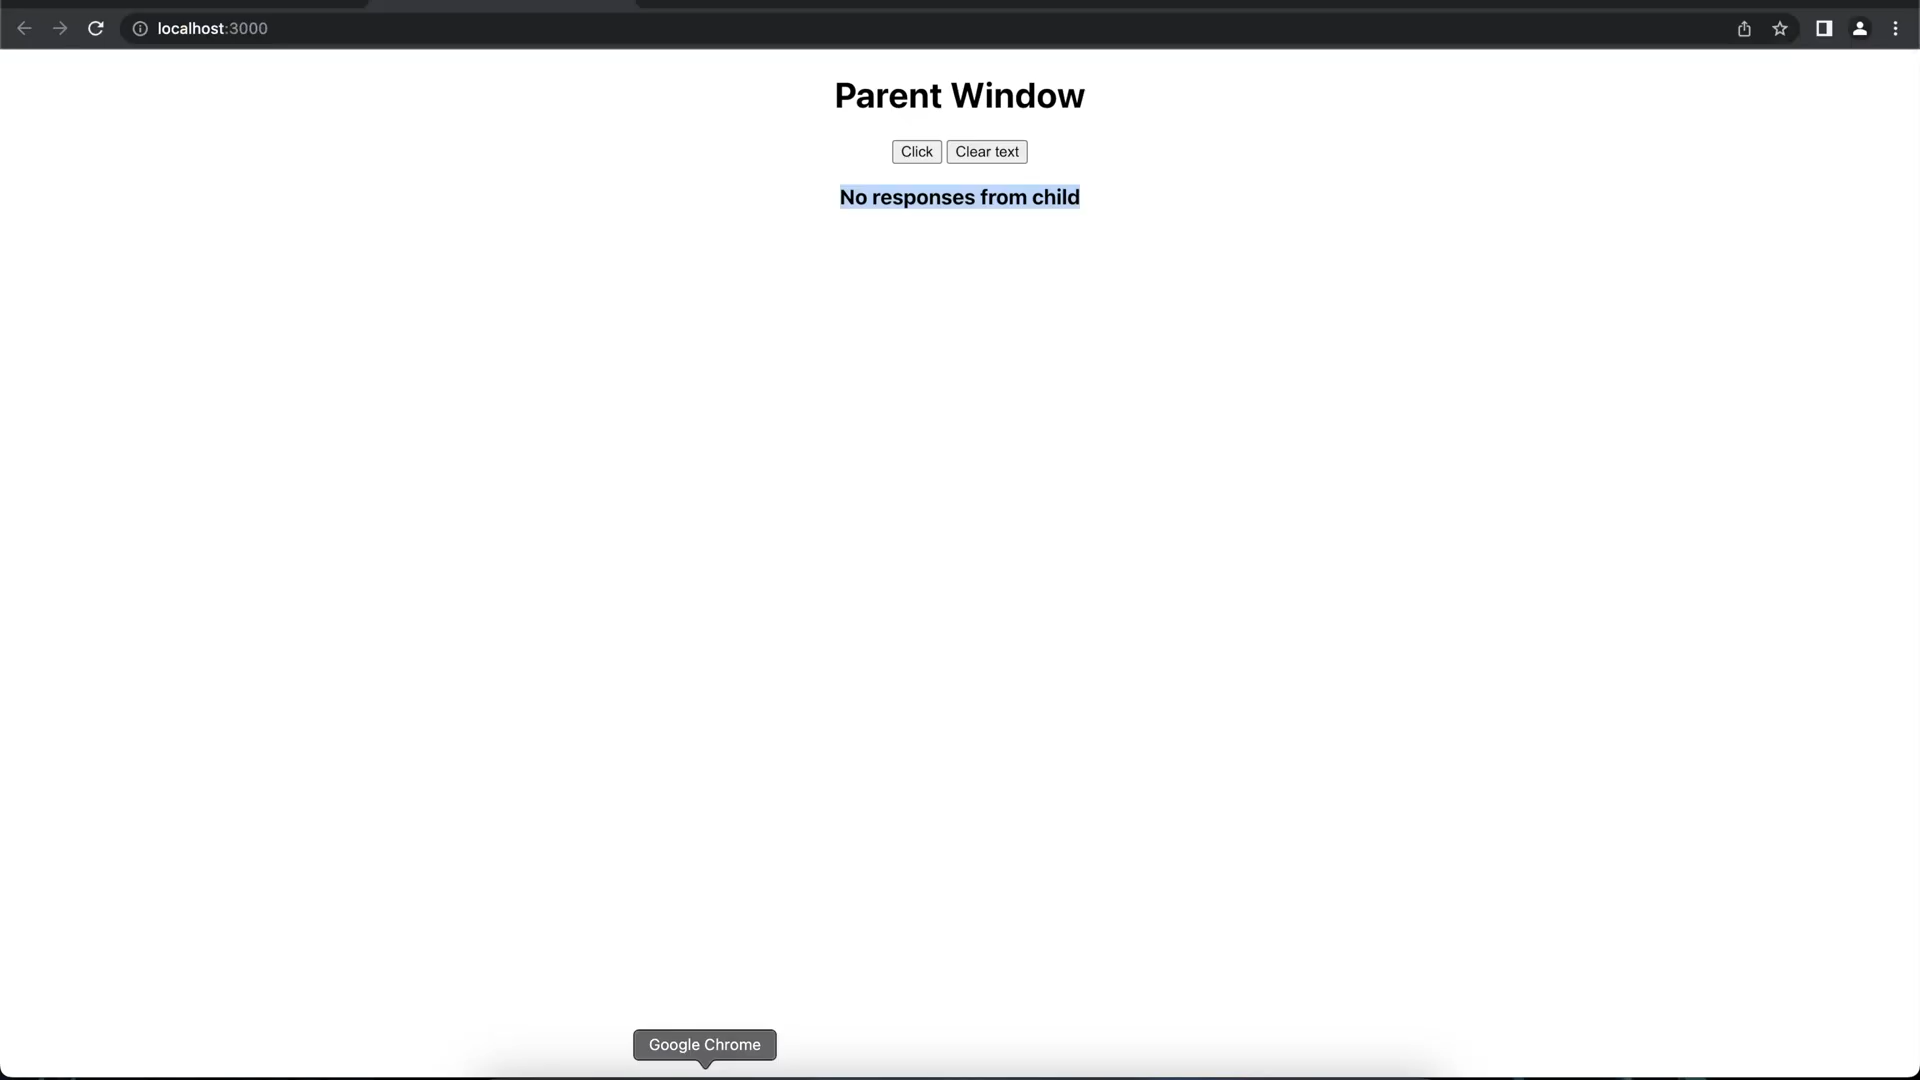 localhost:3000
Parent Window
Click Clear text
No responses from child
Google Chrome